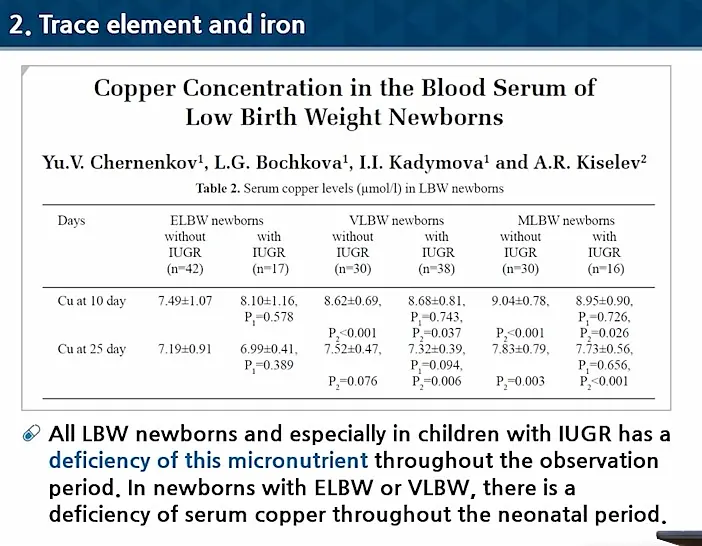 2. Trace element and iron
Copper Concentration in the Blood Serum of
Low Birth Weight Newborns
Yu.V. Chernenkov¹, L.G. Bochkova¹, I.I. Kadymova¹ and A.R. Kiselev²
Table 2. Serum copper levels (μmol/l) in LBW newborns
Days ELBW newborns VLBW newborns MLBW newborns
without with without with without with
IUGR IUGR IUGR IUGR IUGR IUGR
(n=42) (n=17) (n=30) (n=38) (n=30) (n=16)
Cu at 10 day 7.49±1.07 8.10±1.16, 8.62±0.69, 8.68±0.81, 9.04±0.78, 8.95±0.90,
P₁=0.578 P₁=0.743, P₁=0.726,
P₂<0.001 P₂=0.037 P₂<0.001 P₂=0.026
Cu at 25 day 7.19±0.91 6.99±0.41, 7.52±0.47, 7.32±0.39, 7.83±0.79, 7.73±0.56,
P₁=0.389 P₁=0.094, P₁=0.656,
P₂=0.076 P₂=0.006 P₂=0.003 P₂<0.001
All LBW newborns and especially in children with IUGR has a
deficiency of this micronutrient throughout the observation
period. In newborns with ELBW or VLBW, there is a
deficiency of serum copper throughout the neonatal period.